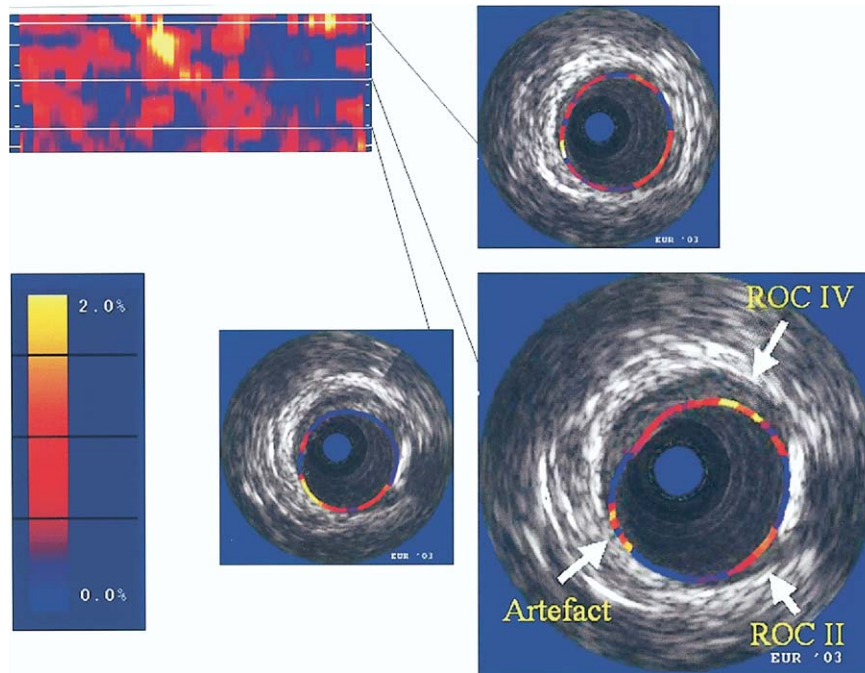 EUR '03
2.0%
0.0%
EUR '03
ROC IV
Artefact
ROC II
EUR '03